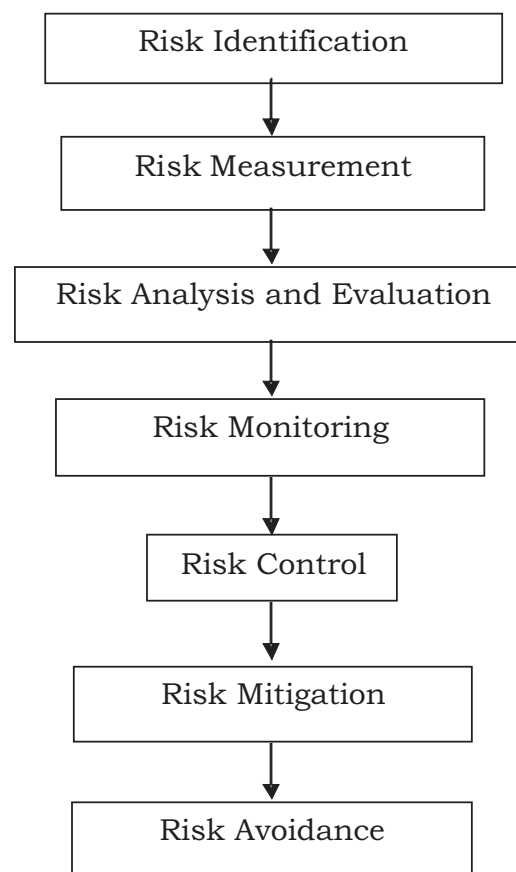 Risk Identification
Risk Measurement
Risk Analysis and Evaluation
Risk Monitoring
Risk Control
Risk Mitigation
Risk Avoidance